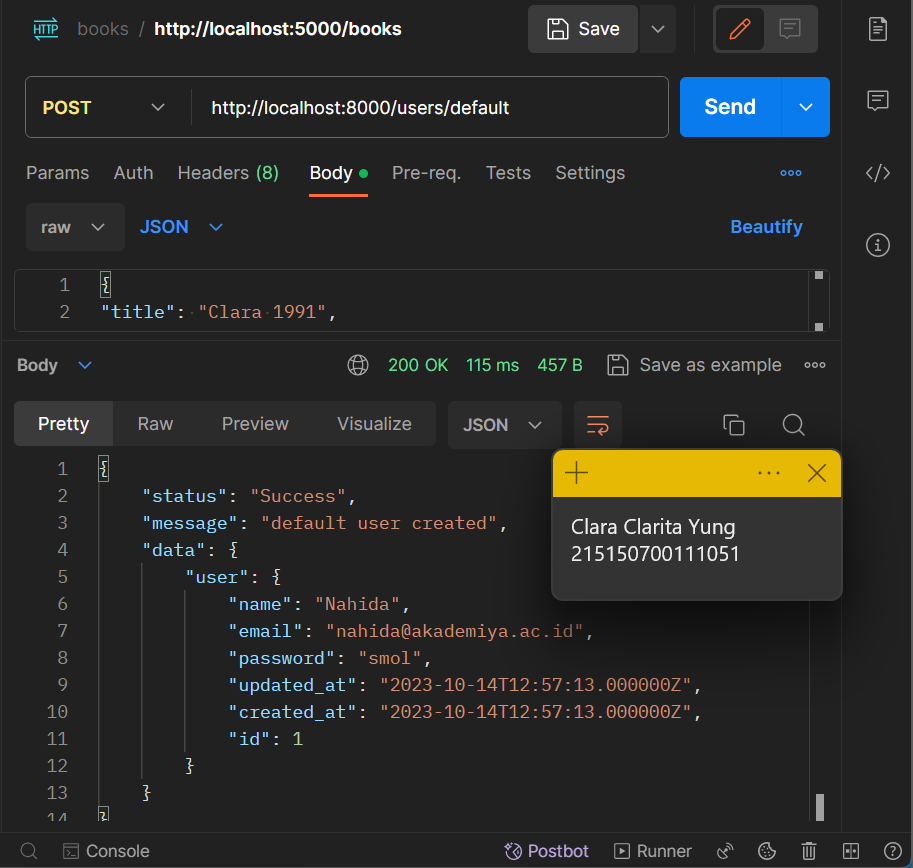 HTTP books / http://localhost:5000/books Save
POST http://localhost:8000/users/default Send
Params Auth Headers (8) Body Pre-req. Tests Settings
raw JSON Beautify
1 {
2 "title": "Clara 1991",
Body 200 OK 115 ms 457 B Save as example
Pretty Raw Preview Visualize JSON
1 {
2 "status": "Success",
3 "message": "default user created",
4 "data": {
5 "user": {
6 "name": "Nahida",
7 "email": "nahida@akademiya.ac.id",
8 "password": "smol",
9 "updated_at": "2023-10-14T12:57:13.000000Z",
10 "created_at": "2023-10-14T12:57:13.000000Z",
11 "id": 1
12 }
13 }
14 }
Clara Clarita Yung
215150700111051
Console Postbot Runner